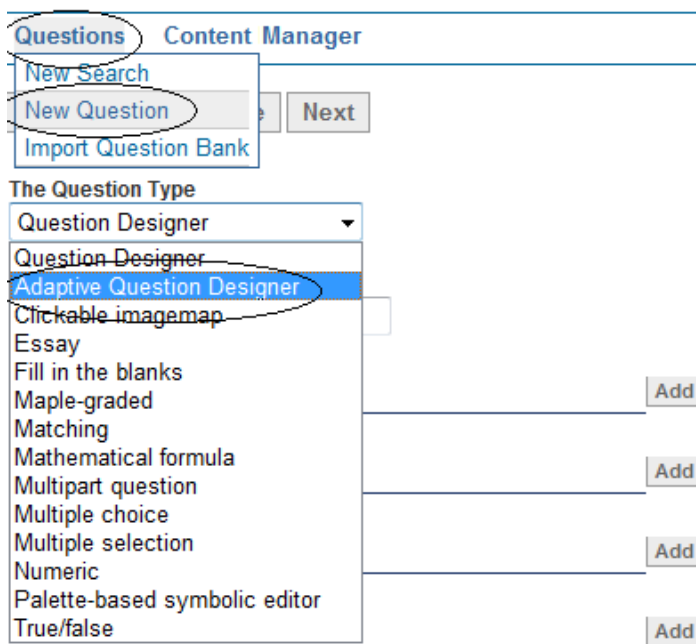 Questions Content Manager
New Search
New Question
Next
Import Question Bank
The Question Type
Question Designer
Question Designer
Adaptive Question Designer
Clickable imagemap
Essay
Fill in the blanks
Add
Maple-graded
Matching
Mathematical formula
Add
Multipart question
Multiple choice
Multiple selection
Add
Numeric
Palette-based symbolic editor
True/false
Add